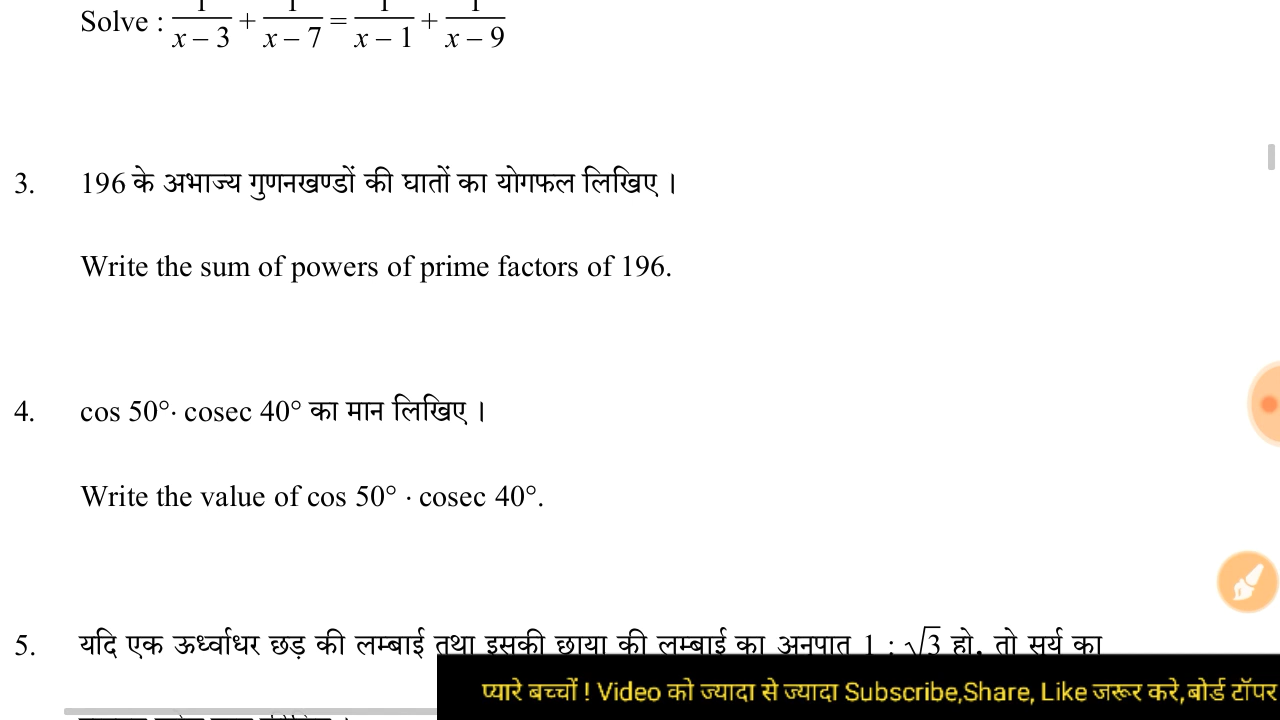 Solve : 1/(x – 3) + 1/(x – 7) = 1/(x – 1) + 1/(x – 9)
3. 196 के अभाज्य गुणनखण्डों की घातों का योगफल लिखिए ।
Write the sum of powers of prime factors of 196.
4. cos 50°· cosec 40° का मान लिखिए ।
Write the value of cos 50° · cosec 40°.
5. यदि एक ऊर्ध्वाधर छड़ की लम्बाई तथा इसकी छाया की लम्बाई का अनुपात 1 : √3 हो, तो सूर्य का
प्यारे बच्चों ! Video को ज्यादा से ज्यादा Subscribe,Share, Like जरूर करे,बोर्ड टॉपर